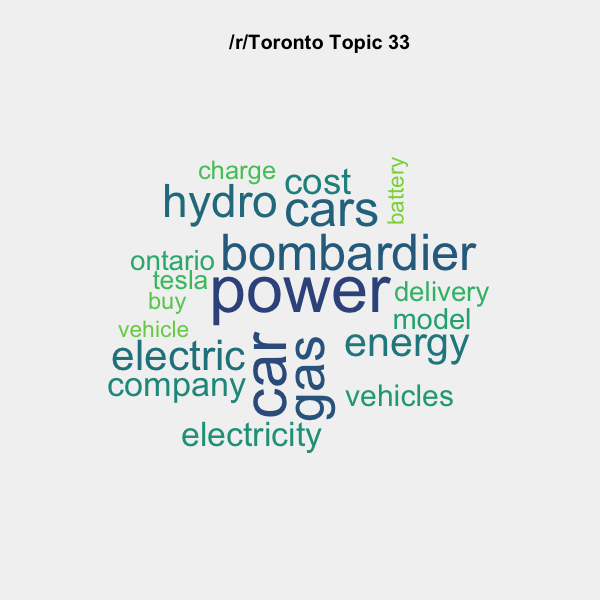 /r/Toronto Topic 33
charge
cost
battery
hydro
cars
bombardier
ontario
tesla
power
delivery
buy
model
vehicle
energy
electric
car
gas
company
vehicles
electricity